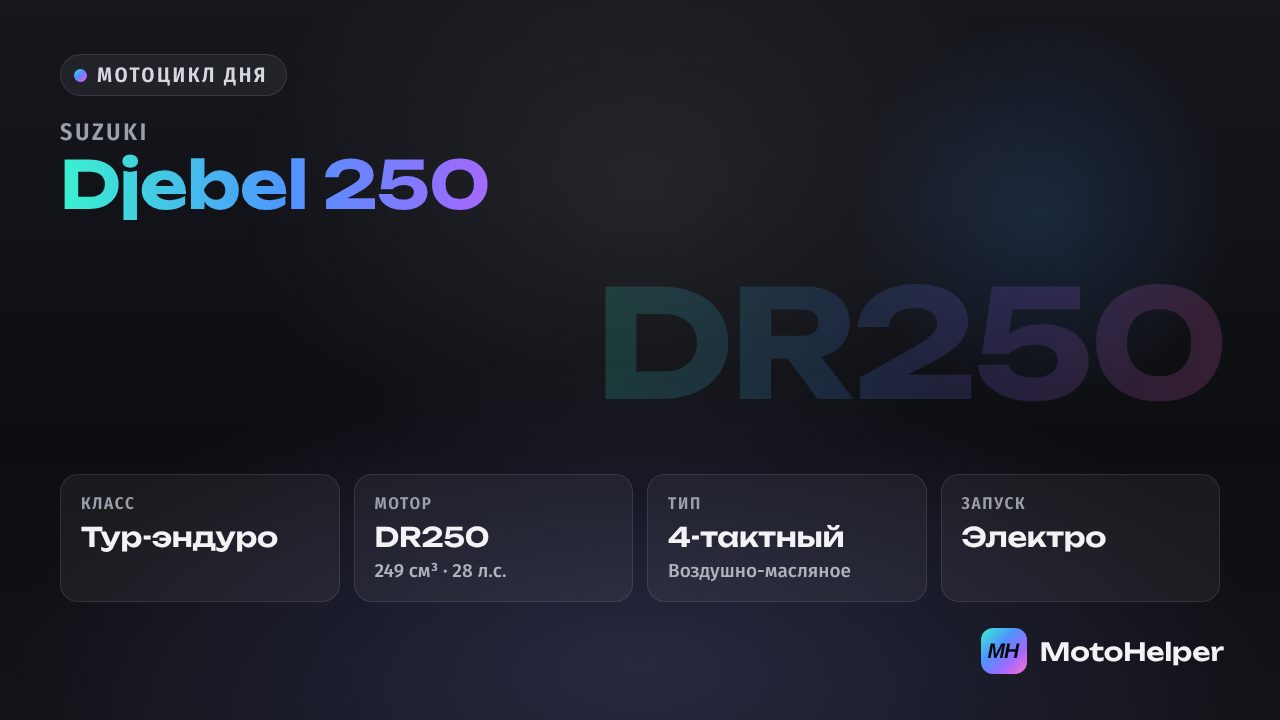 МОТОЦИКЛ ДНЯ
SUZUKI
Djebel 250
DR250
КЛАСС
Тур-эндуро
МОТОР
DR250
249 см³ · 28 л.с.
ТИП
4-тактный
Воздушно-масляное
ЗАПУСК
Электро
MH MotoHelper